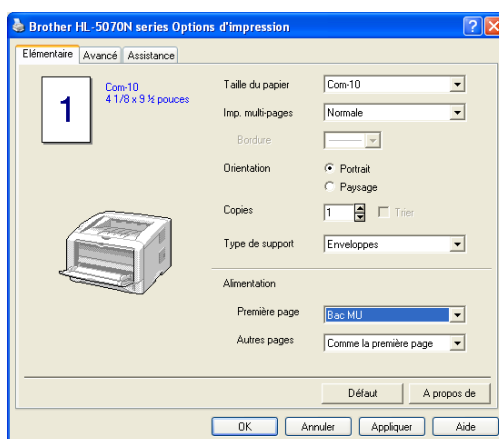 Brother HL-5070N series Options d'impression
Elémentaire Avancé Assistance
1
Com-10
4 1/8 x 9 ½ pouces
Taille du papier Com-10
Imp. multi-pages Normale
Bordure
Orientation Portrait
Paysage
Copies 1 Trier
Type de support Enveloppes
Alimentation
Première page Bac MU
Autres pages Comme la première page
Défaut A propos de
OK Annuler Appliquer Aide